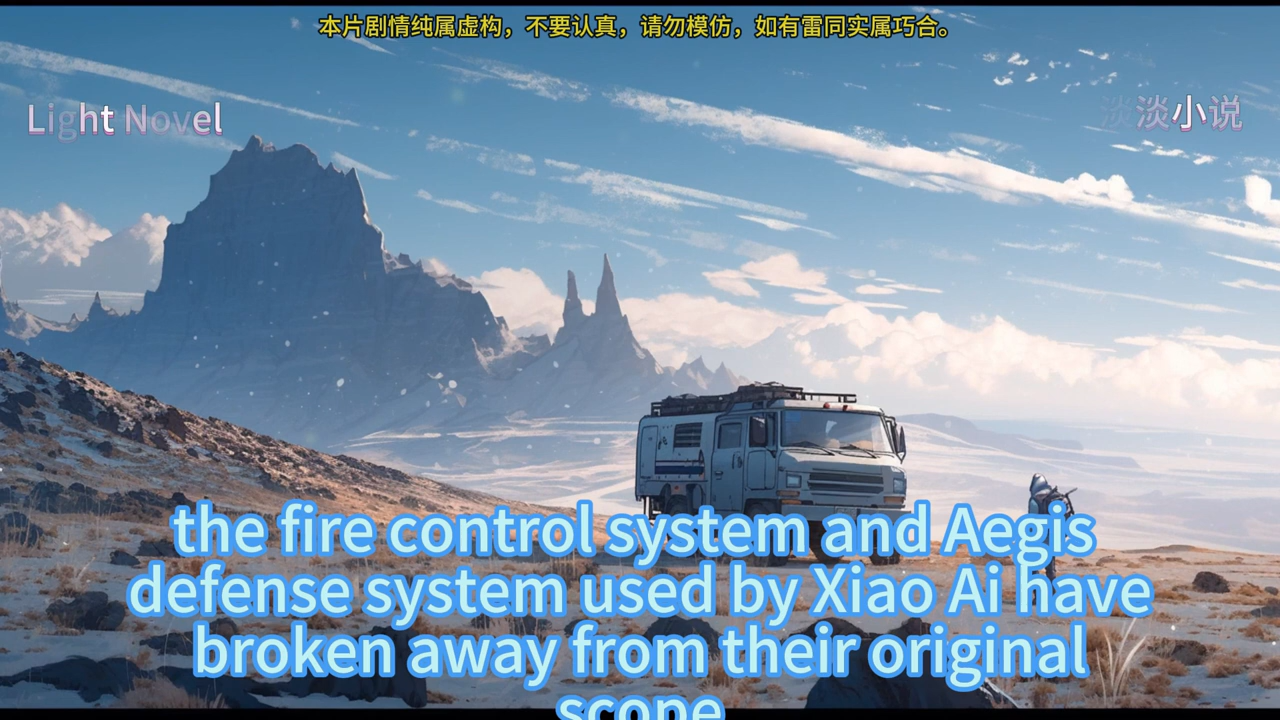 本片剧情纯属虚构，不要认真，请勿模仿，如有雷同实属巧合。
Light Novel
淡淡小说
the fire control system and Aegis
defense system used by Xiao Ai have
broken away from their original
scope